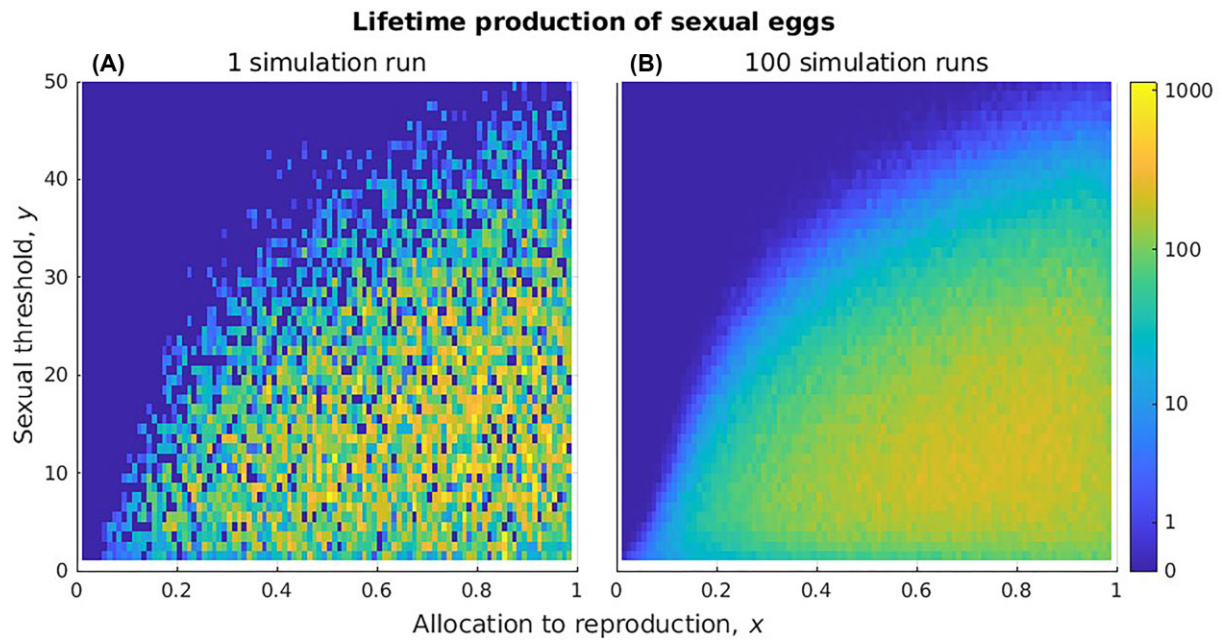 Lifetime production of sexual eggs
(A) 1 simulation run
(B) 100 simulation runs
Sexual threshold, y
50
40
30
20
10
0
0 0.2 0.4 0.6 0.8 1
0 0.2 0.4 0.6 0.8 1
1000
100
10
1
0
Allocation to reproduction, x